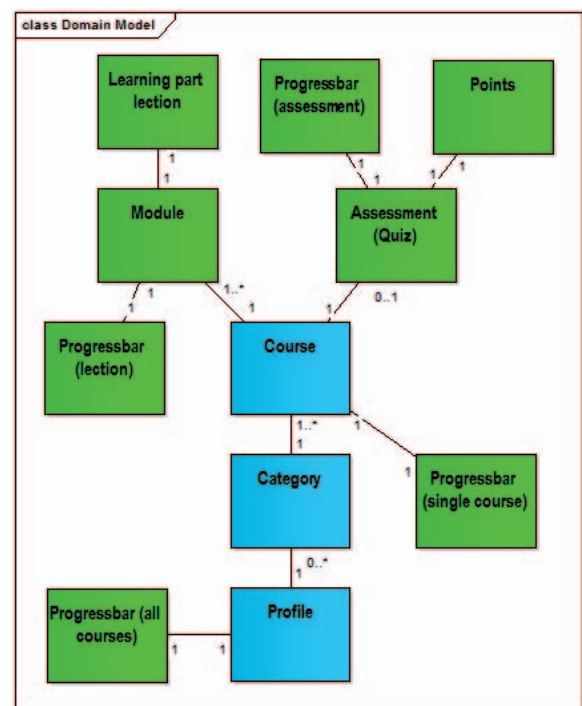 class Domain Model
Learning part
lection
Progressbar
(assessment)
Points
1
1
1
1
1
1
Module
Assessment
(Quiz)
1
1
1..*
1
0..1
1
Progressbar
(lection)
Course
1..*
1
1
1
Category
Progressbar
(single course)
0..*
1
Progressbar (all
courses)
Profile
1
1